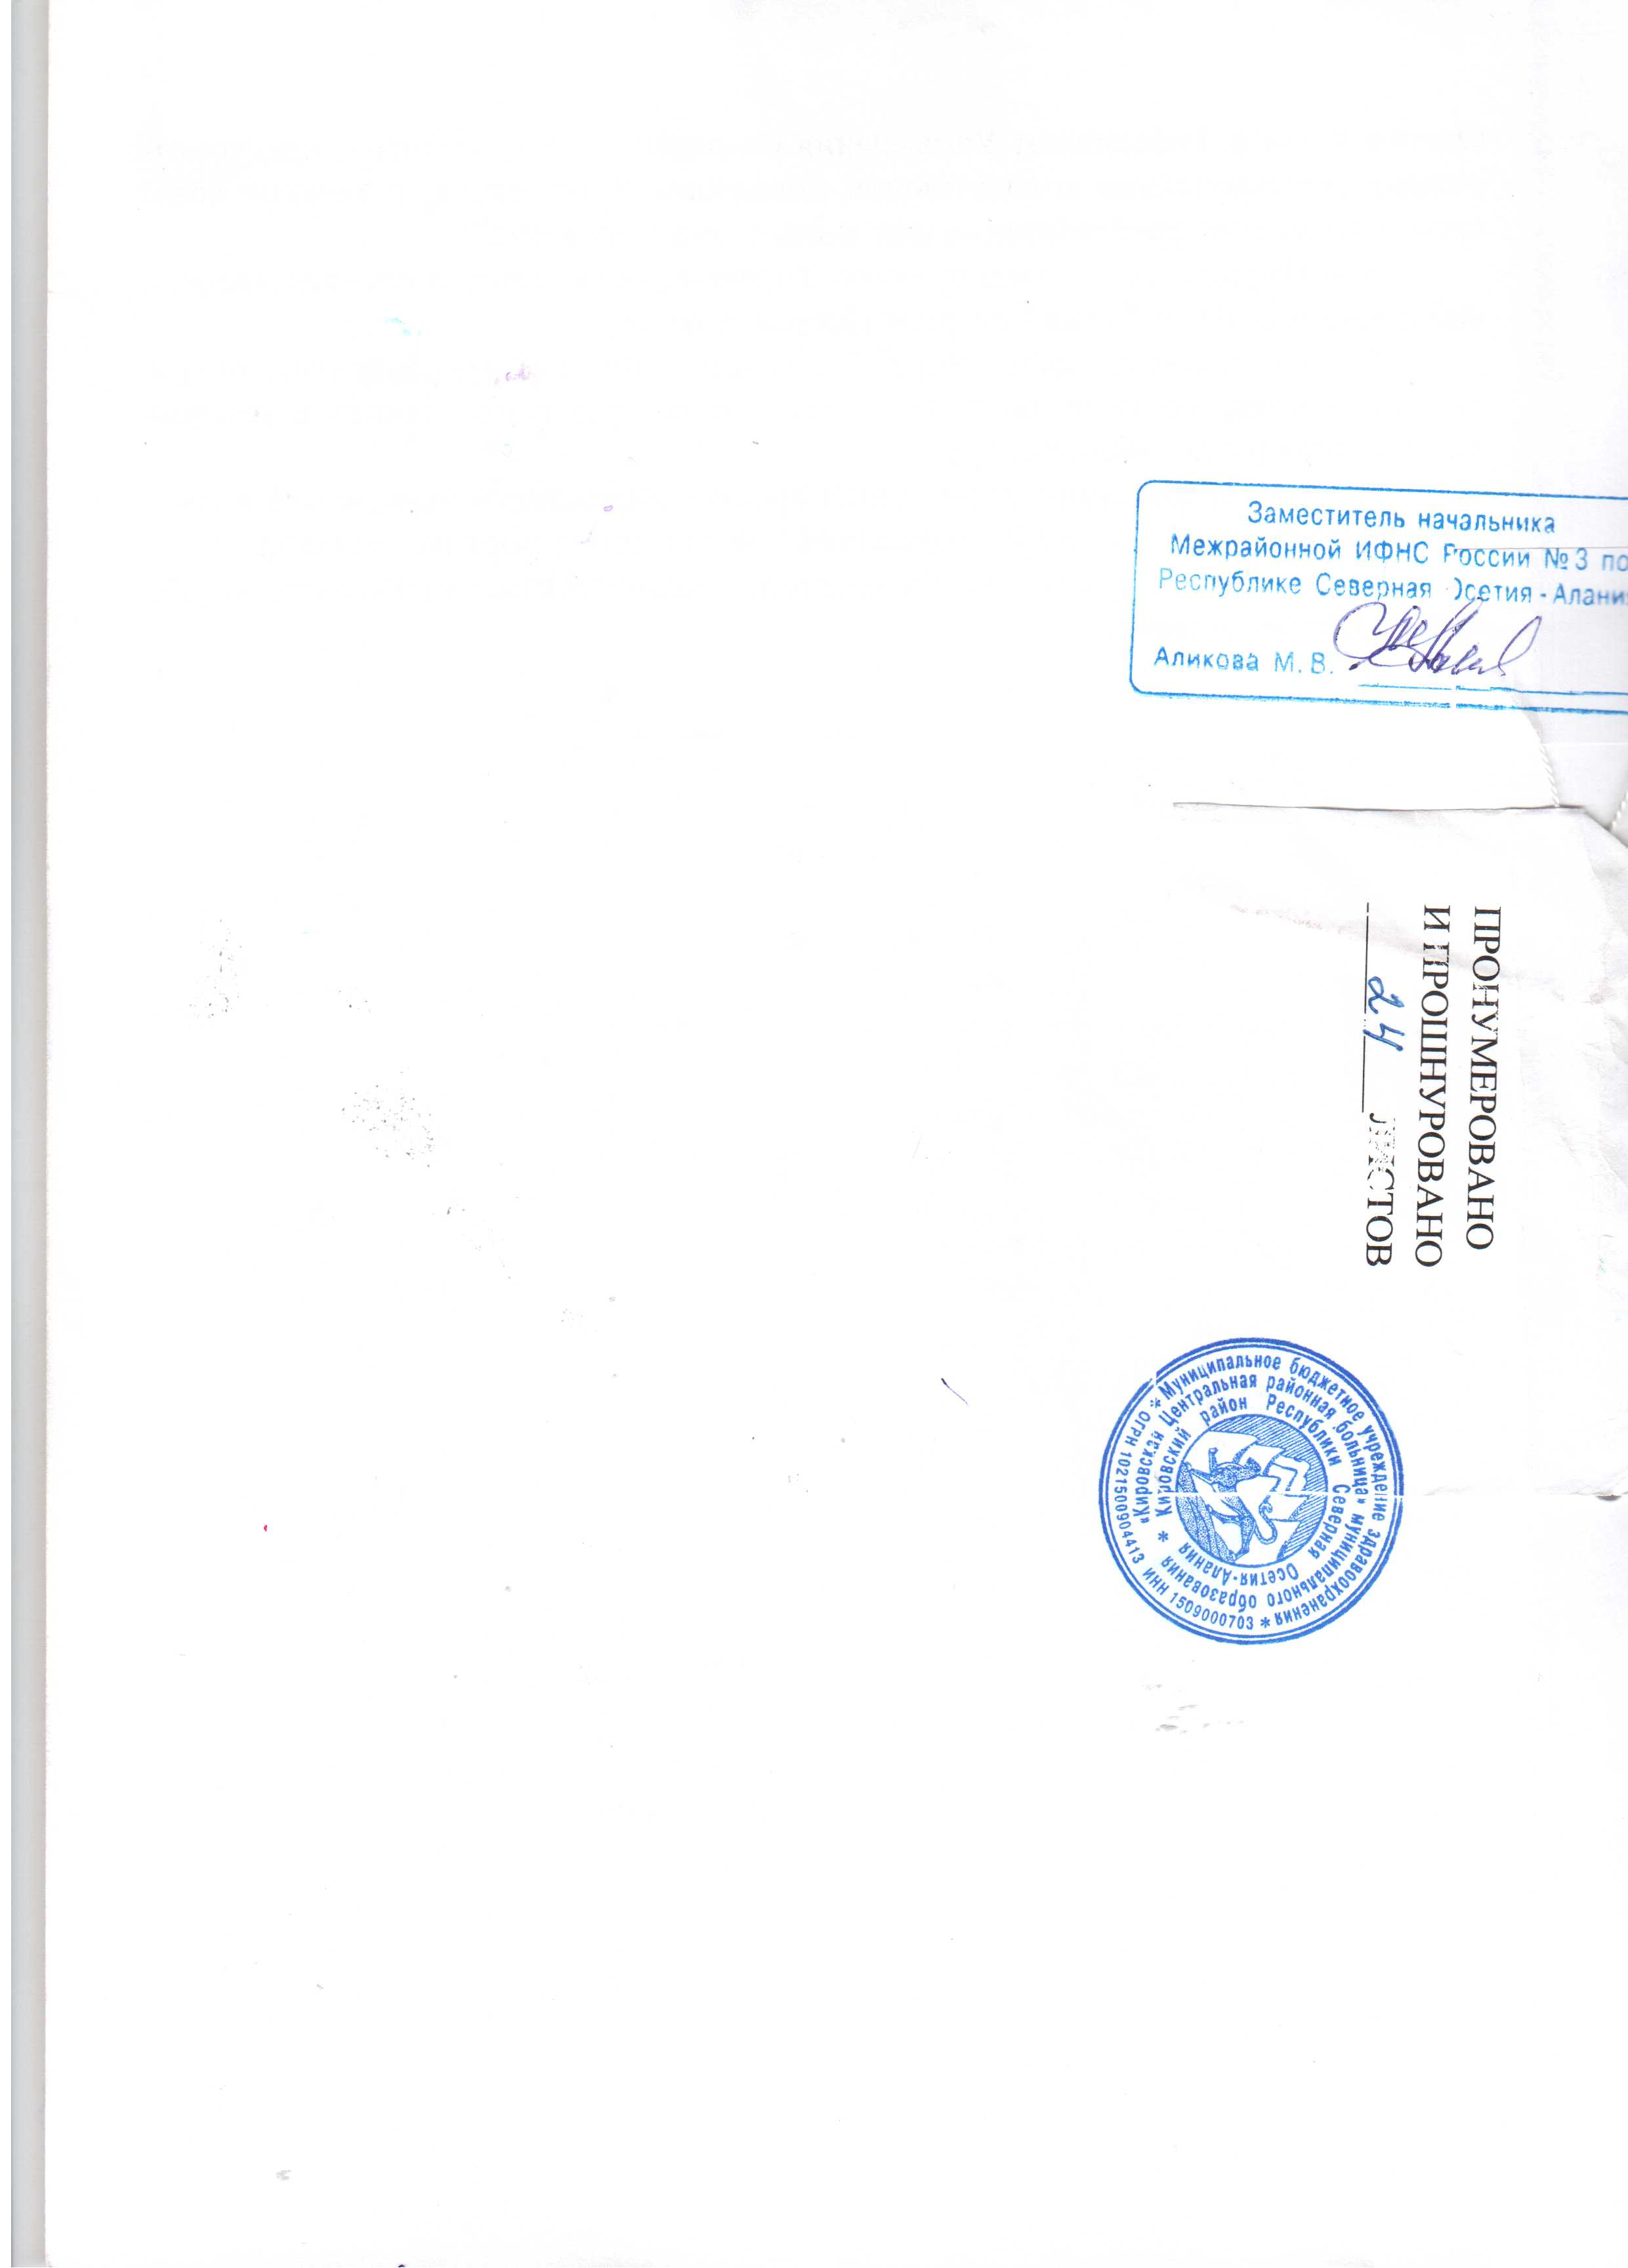 Заместитель начальника
Межрайонной ИФНС России №3 по
Республике Северная Осетия-Алани
Аликова М.В.
ПРОНУМЕРОВАНО
И ПРОШНУРОВАНО
24 ЛИСТОВ
* Муниципальное бюджетное учреждение здравоохранения *
«Кировская Центральная районная больница» муниципального образования
Кировский район Республики Северная Осетия-Алания *
ОГРН 1021500904413 ИНН 1509000703